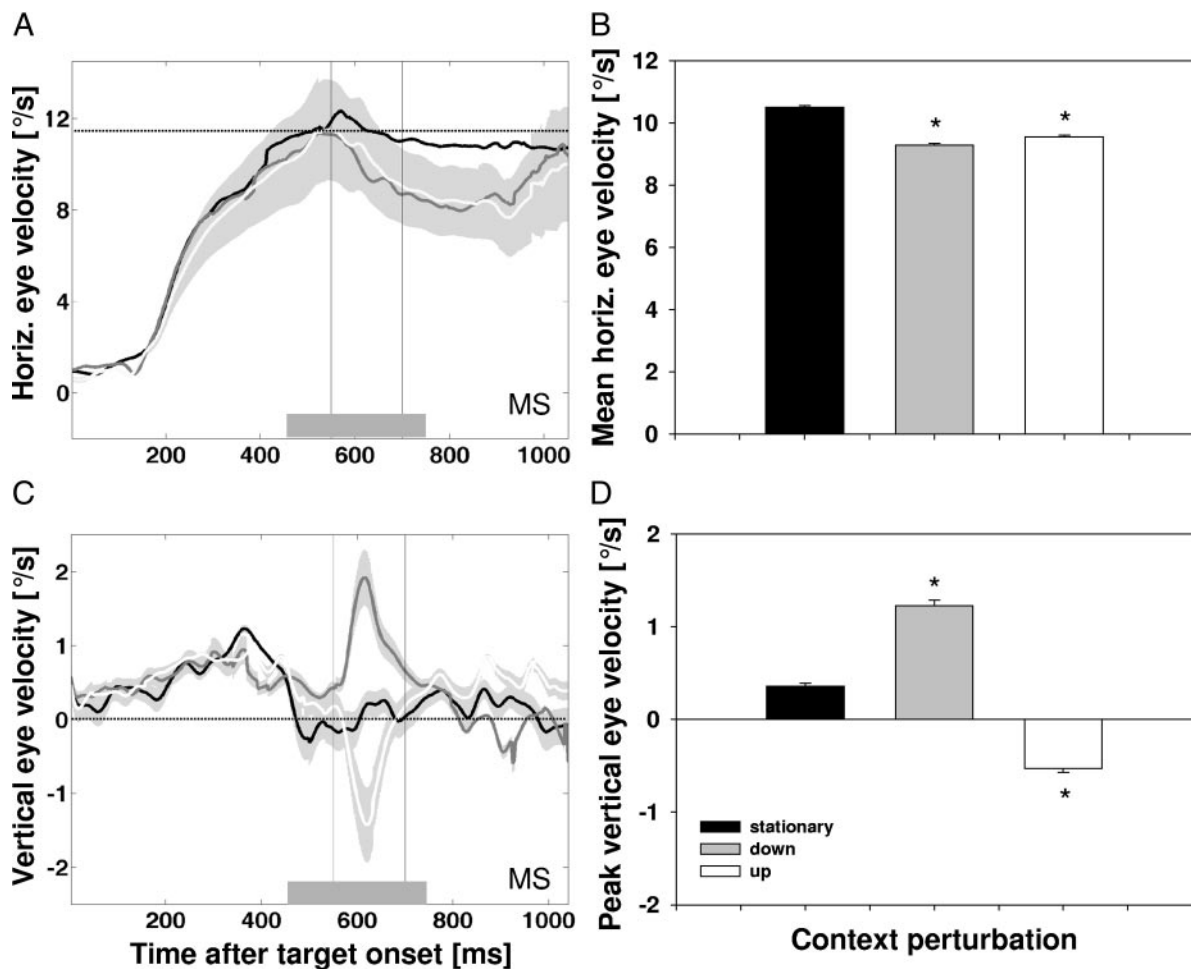 A
Horiz. eye velocity [°/s]
12
8
4
0
MS
200 400 600 800 1000
B
Mean horiz. eye velocity [°/s]
12
10
8
6
4
2
0
* *
C
Vertical eye velocity [°/s]
2
1
0
-1
-2
MS
200 400 600 800 1000
Time after target onset [ms]
D
Peak vertical eye velocity [°/s]
2
1
0
-1
-2
*
*
stationary
down
up
Context perturbation